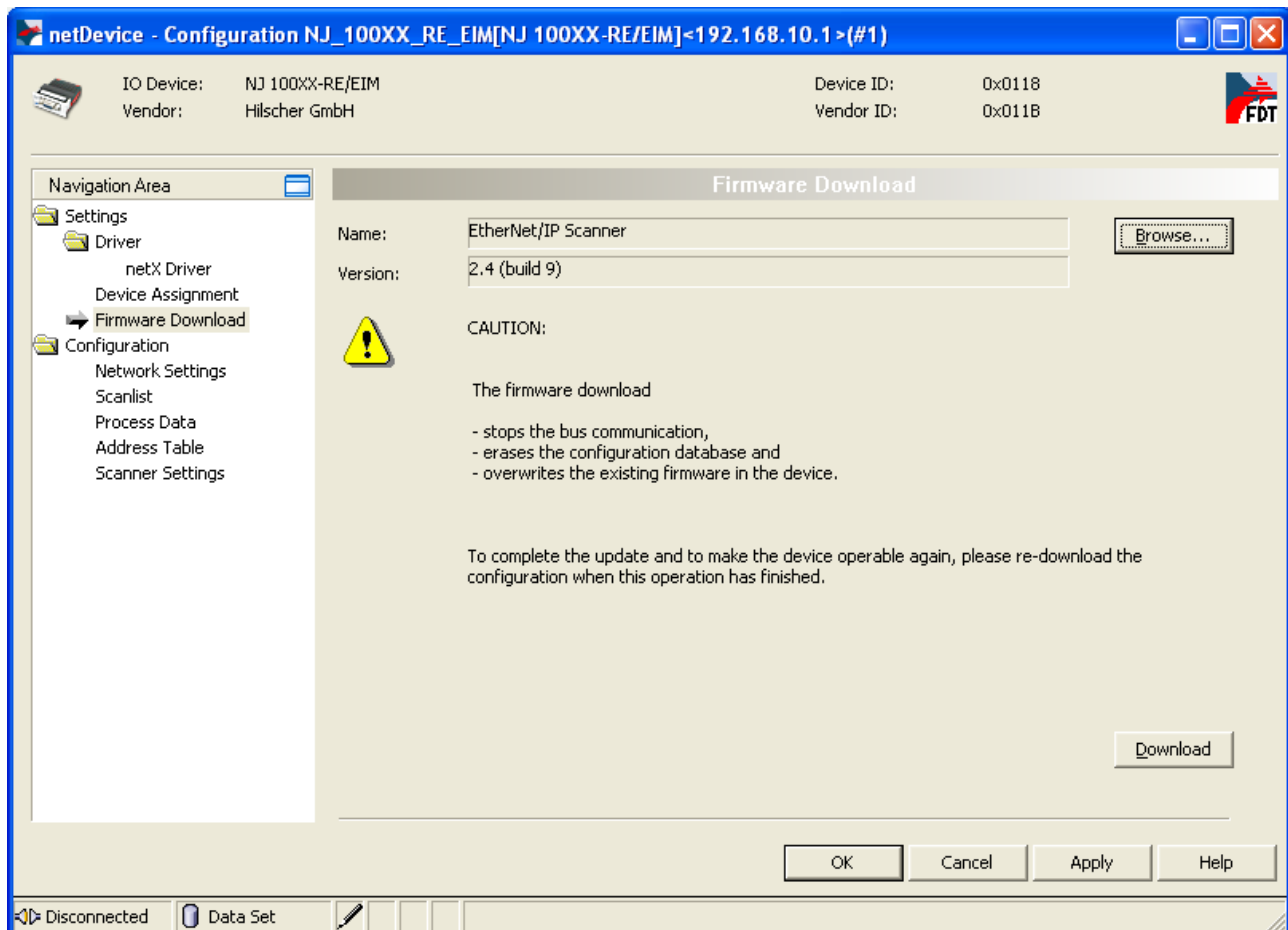 netDevice - Configuration NJ_100XX_RE_EIM[NJ 100XX-RE/EIM]<192.168.10.1>(#1)
IO Device: NJ 100XX-RE/EIM Device ID: 0x0118
Vendor: Hilscher GmbH Vendor ID: 0x011B
FDT
Navigation Area
Settings
Driver
netX Driver
Device Assignment
Firmware Download
Configuration
Network Settings
Scanlist
Process Data
Address Table
Scanner Settings
Firmware Download
Name: EtherNet/IP Scanner Browse...
Version: 2.4 (build 9)
CAUTION:
The firmware download
- stops the bus communication,
- erases the configuration database and
- overwrites the existing firmware in the device.
To complete the update and to make the device operable again, please re-download the
configuration when this operation has finished.
Download
OK Cancel Apply Help
Disconnected Data Set